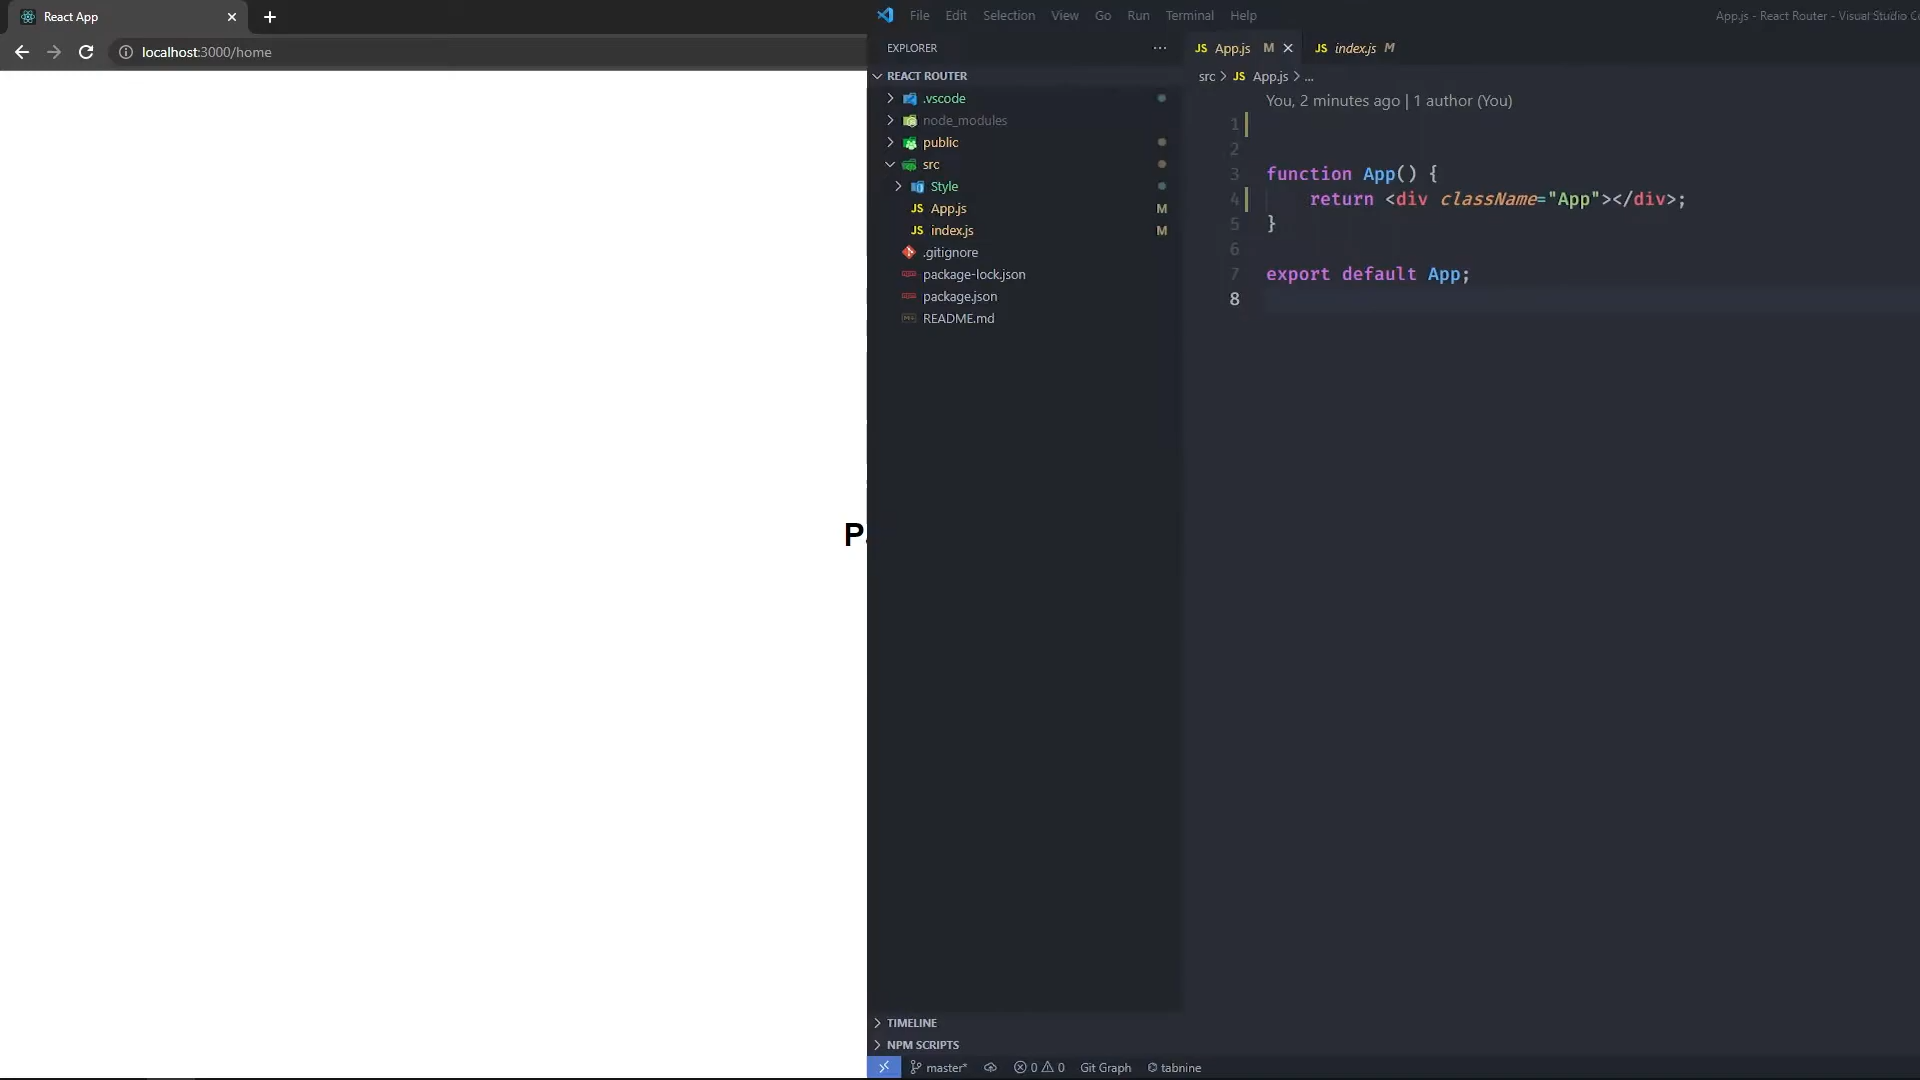 React App
localhost:3000/home
P
File Edit Selection View Go Run Terminal Help
App.js - React Router - Visual Studio Co
EXPLORER
REACT ROUTER
.vscode
node_modules
public
src
Style
App.js M
index.js M
.gitignore
package-lock.json
package.json
README.md
TIMELINE
NPM SCRIPTS
JS App.js M
JS index.js M
src > JS App.js > ...
You, 2 minutes ago | 1 author (You)
1
2
3 function App() {
4 return <div className="App"></div>;
5 }
6
7 export default App;
8
master* 0 0 Git Graph tabnine